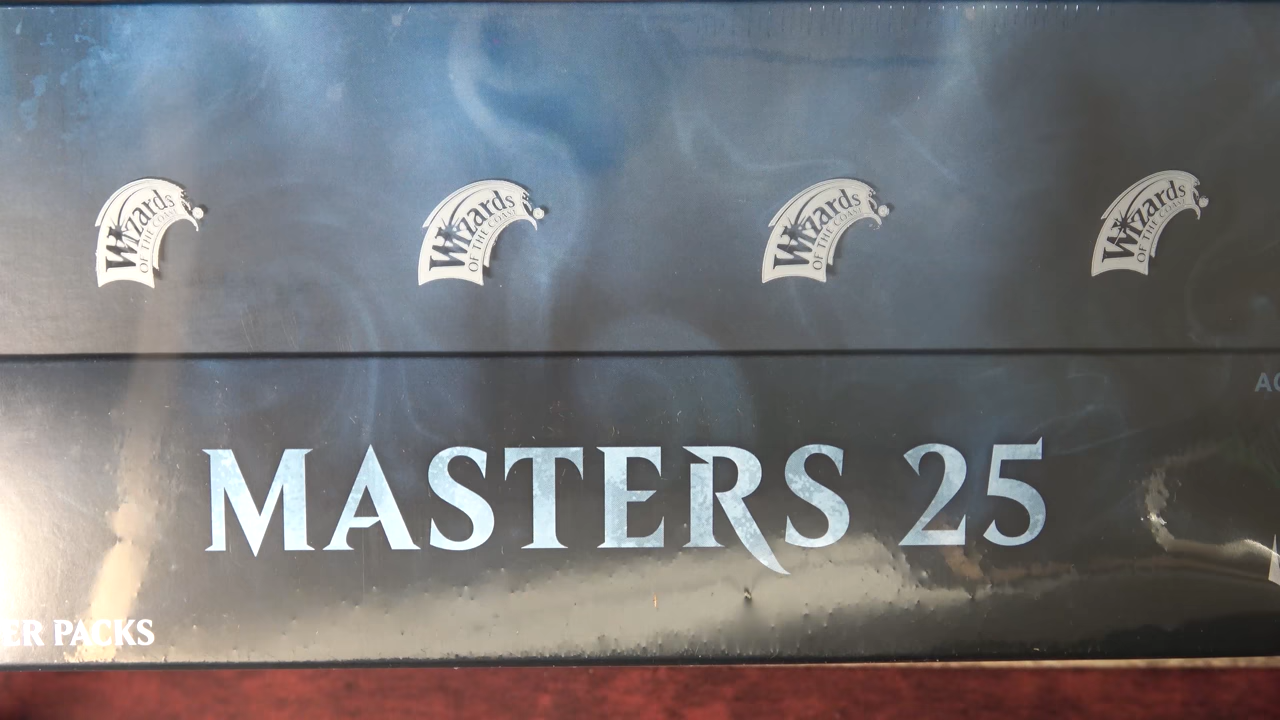 Wizards
OF THE COAST
Wizards
OF THE COAST
Wizards
OF THE COAST
Wizards
OF THE COAST
MASTERS 25
ER PACKS